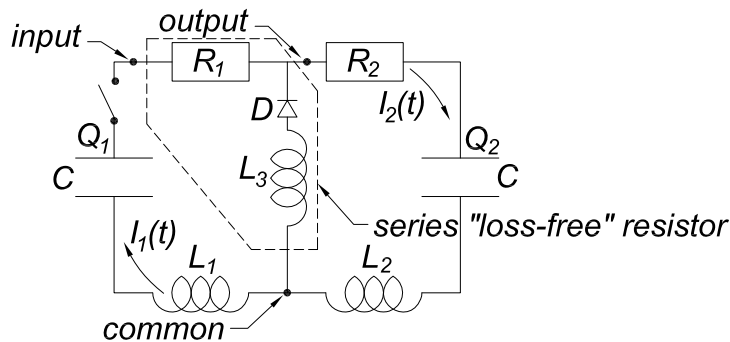 output
input
R₁
R₂
D
I₂(t)
Q₁
Q₂
C
L₃
C
I₁(t)
series "loss-free" resistor
L₁
L₂
common